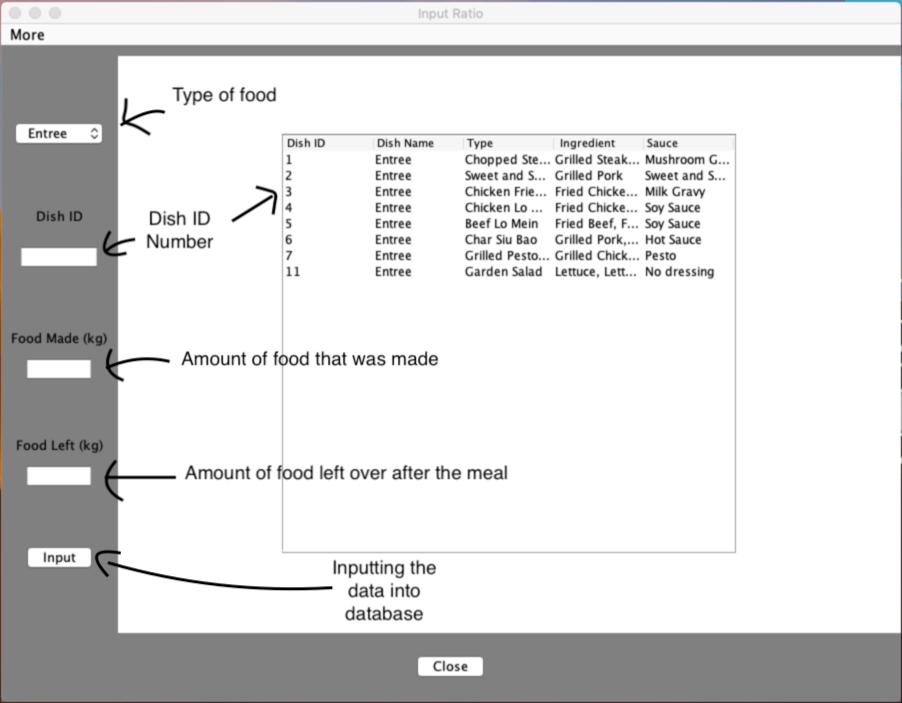 Input Ratio
More
Type of food
Entree
Dish ID Dish Name Type Ingredient Sauce
1 Entree Chopped Ste... Grilled Steak... Mushroom G...
2 Entree Sweet and S... Grilled Pork Sweet and S...
3 Entree Chicken Frie... Fried Chicke... Milk Gravy
4 Entree Chicken Lo ... Fried Chicke... Soy Sauce
5 Entree Beef Lo Mein Fried Beef, F... Soy Sauce
6 Entree Char Siu Bao Grilled Pork,... Hot Sauce
7 Entree Grilled Pesto... Grilled Chick... Pesto
11 Entree Garden Salad Lettuce, Lett... No dressing
Dish ID
Dish ID
Number
Food Made (kg)
Amount of food that was made
Food Left (kg)
Amount of food left over after the meal
Input
Inputting the
data into
database
Close